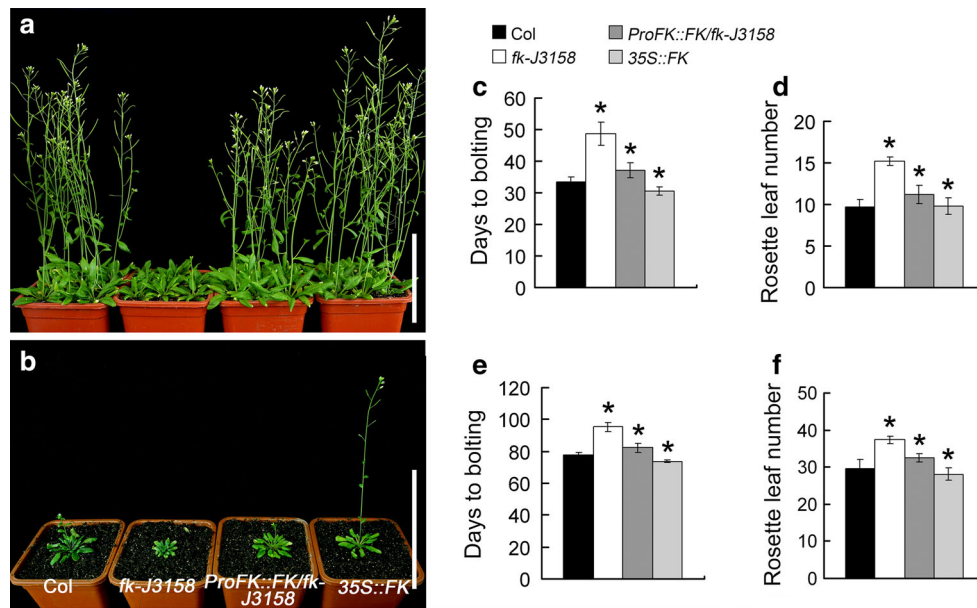 a
Col
ProFK::FK/fk-J3158
fk-J3158
35S::FK
c
Days to bolting
60
50
40
30
20
10
0
*
*
*
d
Rosette leaf number
20
15
10
5
0
*
*
*
b
Col
fk-J3158
ProFK::FK/fk-
J3158
35S::FK
e
Days to bolting
120
100
80
60
40
20
0
*
*
*
f
Rosette leaf number
50
40
30
20
10
0
*
*
*